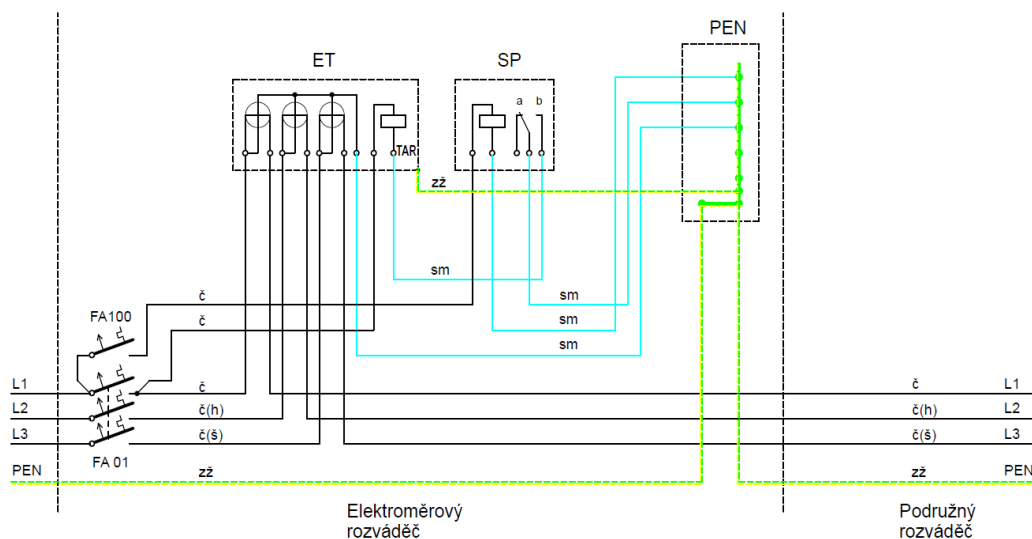 PEN
ET
SP
a
b
TAR
zž
sm
č
sm
FA100
č
sm
sm
L1
č
č
L1
L2
č(h)
č(h)
L2
L3
č(š)
č(š)
L3
FA 01
PEN
zž
zž
PEN
Elektroměrový
rozváděč
Podružný
rozváděč